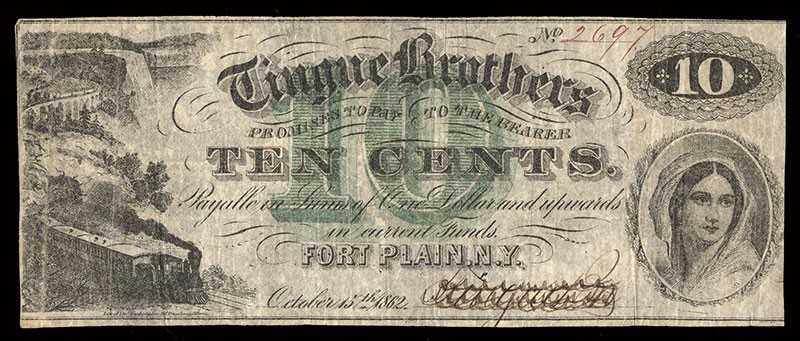 No 2697
Tingue Brothers
10
PROMISES TO PAY TO THE BEARER
10
TEN CENTS.
Payable in Sums of One Dollar and upwards
in current Funds.
FORT PLAIN, N.Y.
October 15th 1862.